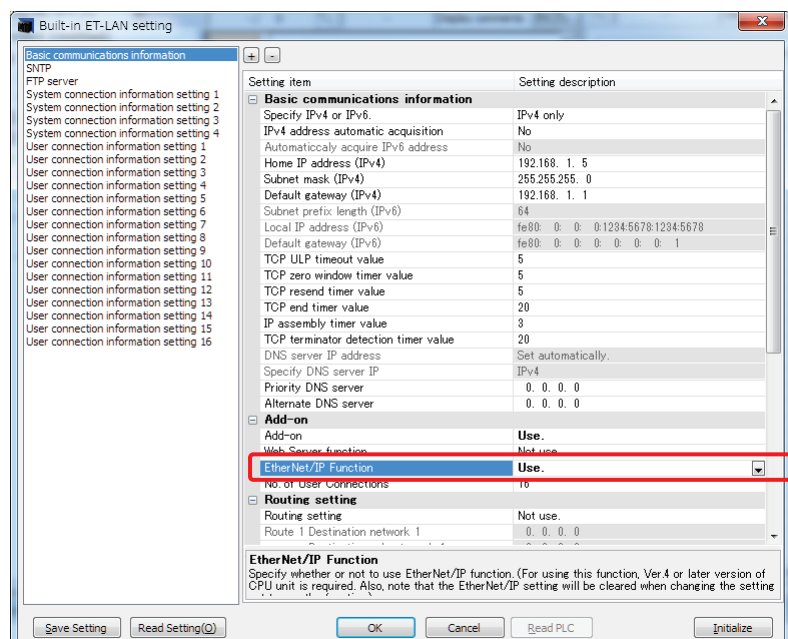 Built-in ET-LAN setting
Basic communications information
SNTP
FTP server
System connection information setting 1
System connection information setting 2
System connection information setting 3
System connection information setting 4
User connection information setting 1
User connection information setting 2
User connection information setting 3
User connection information setting 4
User connection information setting 5
User connection information setting 6
User connection information setting 7
User connection information setting 8
User connection information setting 9
User connection information setting 10
User connection information setting 11
User connection information setting 12
User connection information setting 13
User connection information setting 14
User connection information setting 15
User connection information setting 16
Setting item Setting description
Basic communications information
Specify IPv4 or IPv6. IPv4 only
IPv4 address automatic acquisition No
Automaticcaly acquire IPv6 address No
Home IP address (IPv4) 192.168. 1. 5
Subnet mask (IPv4) 255.255.255. 0
Default gateway (IPv4) 192.168. 1. 1
Subnet prefix length (IPv6) 64
Local IP address (IPv6) fe80: 0: 0: 0:1234:5678:1234:5678
Default gateway (IPv6) fe80: 0: 0: 0: 0: 0: 0: 1
TCP ULP timeout value 5
TCP zero window timer value 5
TCP resend timer value 5
TCP end timer value 20
IP assembly timer value 3
TCP terminator detection timer value 20
DNS server IP address Set automatically.
Specify DNS server IP IPv4
Priority DNS server 0. 0. 0. 0
Alternate DNS server 0. 0. 0. 0
Add-on
Add-on Use.
Web Server function Not use
EtherNet/IP Function Use.
No. of User Connections 16
Routing setting
Routing setting Not use.
Route 1 Destination network 1 0. 0. 0. 0
EtherNet/IP Function
Specify whether or not to use EtherNet/IP function. (For using this function, Ver.4 or later version of
CPU unit is required. Also, note that the EtherNet/IP setting will be cleared when changing the setting
Save Setting Read Setting(O) OK Cancel Read PLC Initialize